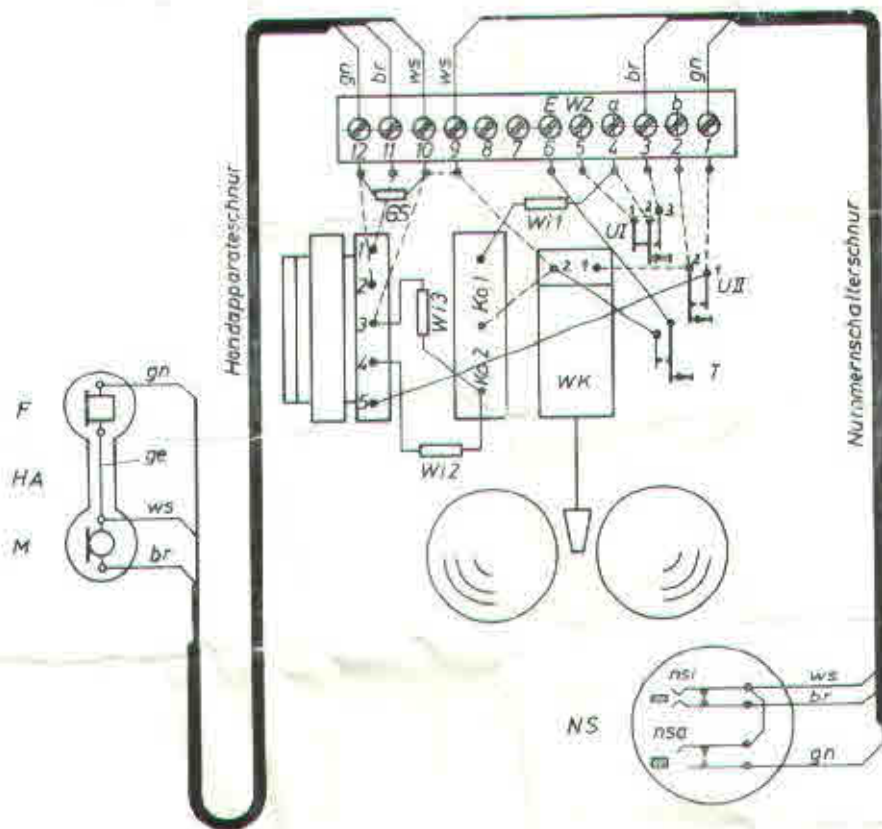 gn br ws ws br gn
E W2 a b
12 11 10 9 8 7 6 5 4 3 2 1
GS
Wi1
1 2 3
UI
1
2
3
4
5
Wi3
Ko1
Ko2
2 1
WK
2 1
UII
T
Wi2
Handapparateschnur
Nummernschalterschnur
F
gn
HA
ge
ws
M
br
NS
nsi
ws
br
nsa
gn